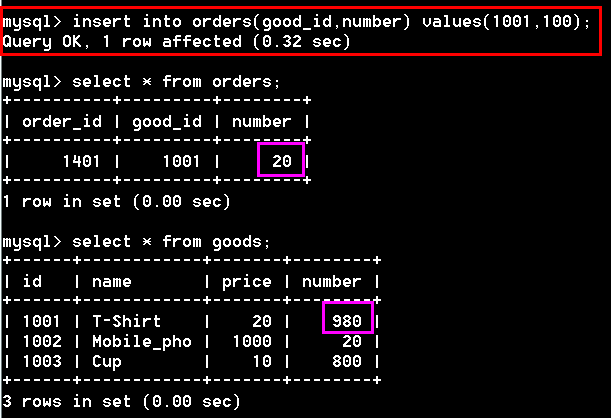 mysql> insert into orders(good_id,number) values(1001,100);
Query OK, 1 row affected (0.32 sec)
mysql> select * from orders;
+----------+---------+--------+
| order_id | good_id | number |
+----------+---------+--------+
|     1401 |    1001 |     20 |
+----------+---------+--------+
1 row in set (0.00 sec)
mysql> select * from goods;
+------+------------+-------+--------+
| id   | name       | price | number |
+------+------------+-------+--------+
| 1001 | T-Shirt    |    20 |    980 |
| 1002 | Mobile_pho |  1000 |     20 |
| 1003 | Cup        |    10 |    800 |
+------+------------+-------+--------+
3 rows in set (0.00 sec)